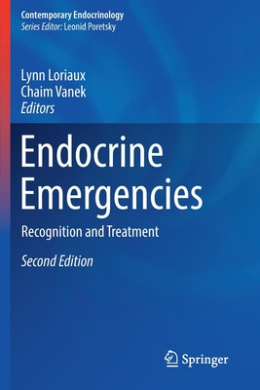 Contemporary Endocrinology
Series Editor: Leonid Poretsky
Lynn Loriaux
Chaim Vanek
Editors
Endocrine
Emergencies
Recognition and Treatment
Second Edition
Springer